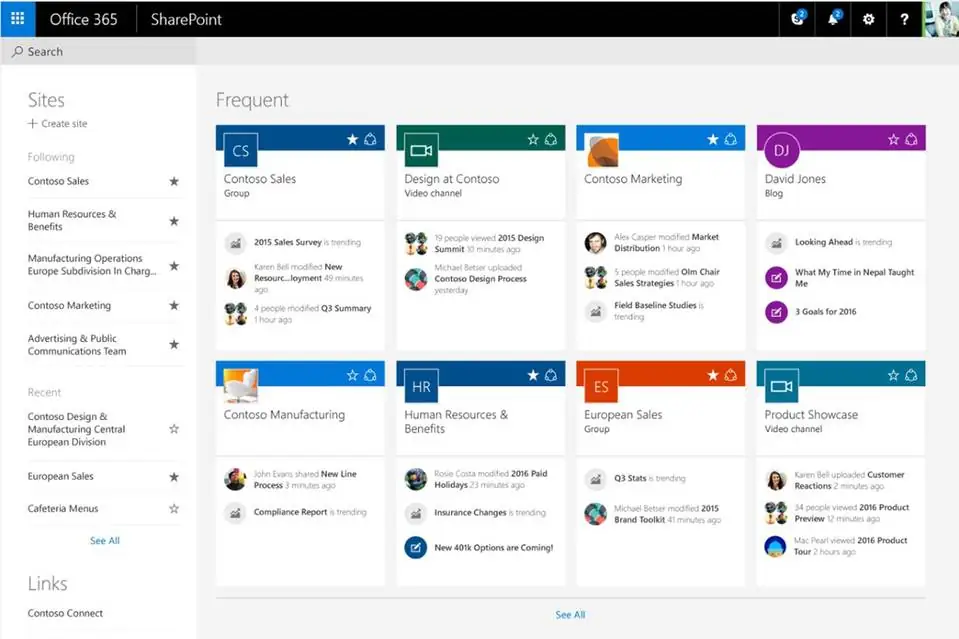 Office 365
SharePoint
2
2
?
Search
Sites
+ Create site
Following
Contoso Sales
Human Resources &
Benefits
Manufacturing Operations
Europe Subdivision In Charg...
Contoso Marketing
Advertising & Public
Communications Team
Recent
Contoso Design &
Manufacturing Central
European Division
European Sales
Cafeteria Menus
See All
Links
Contoso Connect
Frequent
CS
Contoso Sales
Group
2015 Sales Survey is trending
Karen Bell modified New
Resourc...loyment 49 minutes
ago
4 people modified Q3 Summary
1 hour ago
Design at Contoso
Video channel
19 people viewed 2015 Design
Summit 10 minutes ago
Michael Betser uploaded
Contoso Design Process
yesterday
Contoso Marketing
Alex Casper modified Market
Distribution 1 hour ago
5 people modified Olm Chair
Sales Strategies 1 hour ago
Field Baseline Studies is
trending
DJ
David Jones
Blog
Looking Ahead is trending
What My Time in Nepal Taught
Me
3 Goals for 2016
Contoso Manufacturing
John Evans shared New Line
Process 3 minutes ago
Compliance Report is trending
HR
Human Resources &
Benefits
Rosie Costa modified 2016 Paid
Holidays 23 minutes ago
Insurance Changes is trending
New 401k Options are Coming!
ES
European Sales
Group
Q3 Stats is trending
Michael Betser modified 2015
Brand Toolkit 41 minutes ago
Product Showcase
Video channel
Karen Bell uploaded Customer
Reactions 2 minutes ago
34 people viewed 2016 Product
Preview 12 minutes ago
Mac Pearl viewed 2016 Product
Tour 2 hours ago
See All